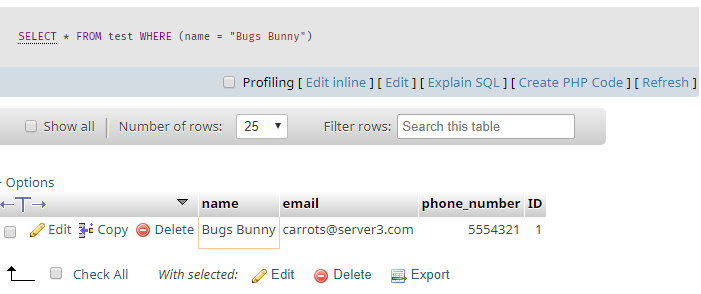 SELECT * FROM test WHERE (name = "Bugs Bunny")
Profiling [ Edit inline ] [ Edit ] [ Explain SQL ] [ Create PHP Code ] [ Refresh ]
Show all Number of rows: 25 Filter rows: Search this table
+ Options
name email phone_number ID
Edit Copy Delete Bugs Bunny carrots@server3.com 5554321 1
Check All With selected: Edit Delete Export